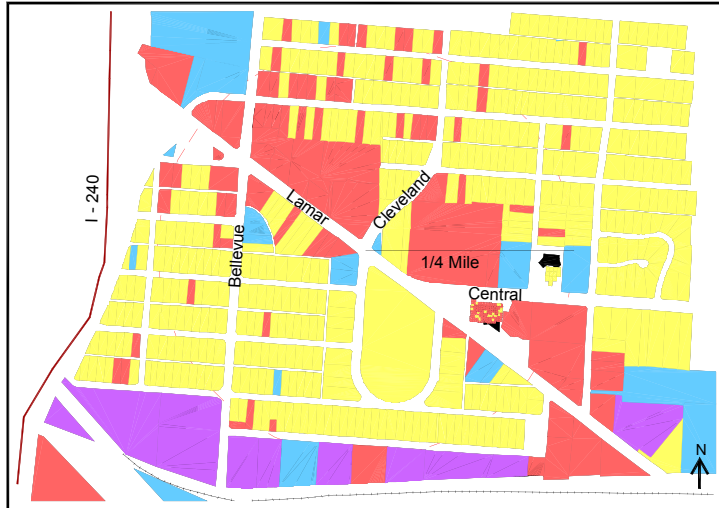 I - 240
Lamar
Cleveland
Bellevue
1/4 Mile
Central
N